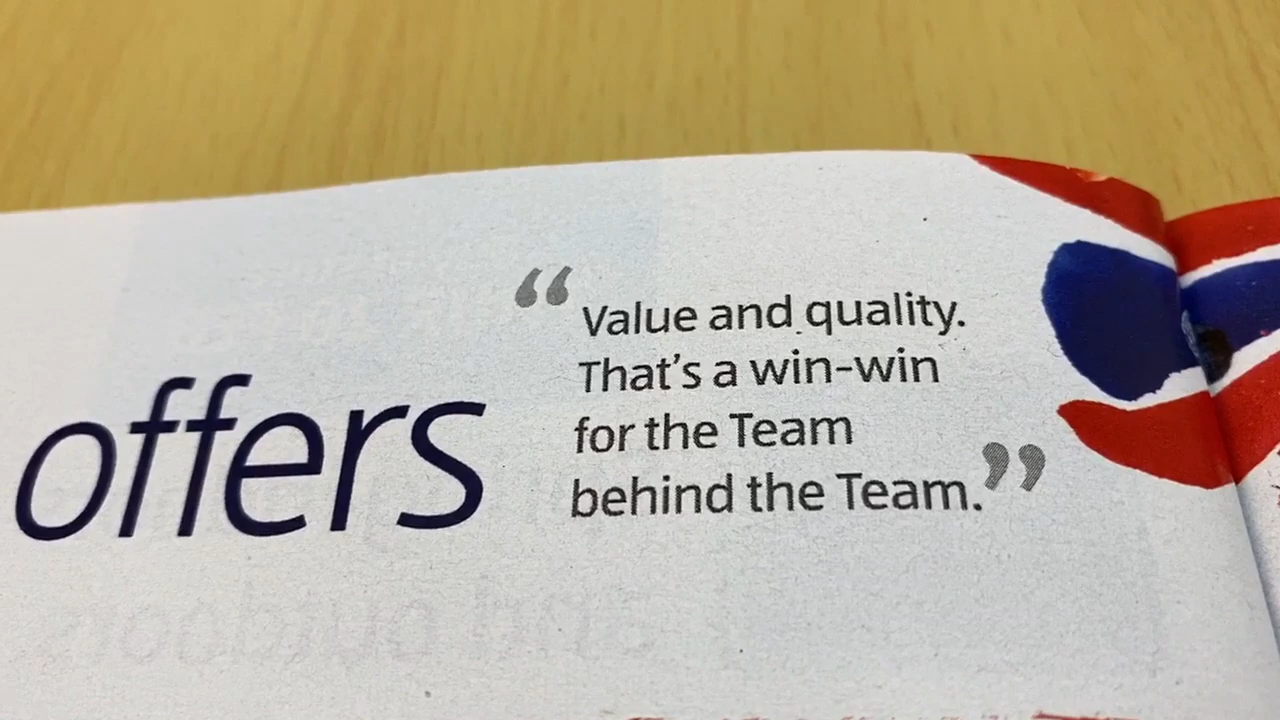 offers
“Value and quality.
That's a win-win
for the Team
behind the Team.”